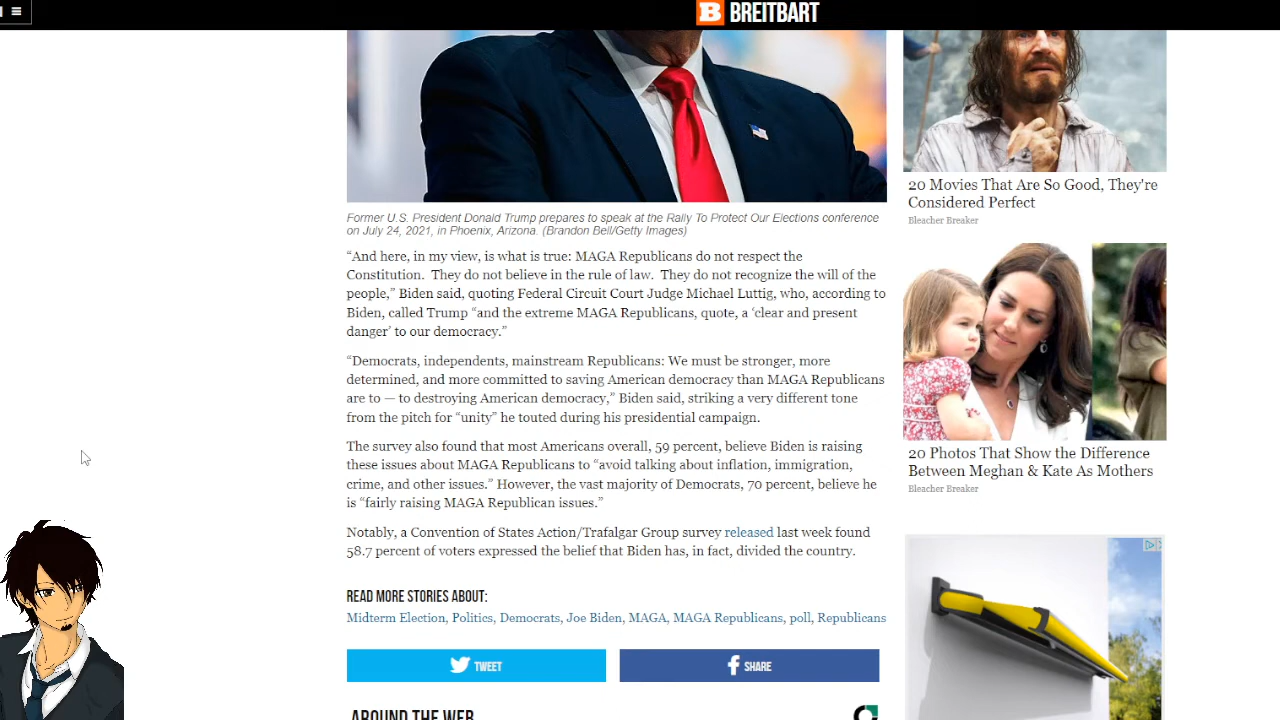 BREITBART
Former U.S. President Donald Trump prepares to speak at the Rally To Protect Our Elections conference
on July 24, 2021, in Phoenix, Arizona. (Brandon Bell/Getty Images)
“And here, in my view, is what is true: MAGA Republicans do not respect the
Constitution.  They do not believe in the rule of law.  They do not recognize the will of the
people,” Biden said, quoting Federal Circuit Court Judge Michael Luttig, who, according to
Biden, called Trump “and the extreme MAGA Republicans, quote, a ‘clear and present
danger’ to our democracy.”
“Democrats, independents, mainstream Republicans: We must be stronger, more
determined, and more committed to saving American democracy than MAGA Republicans
are to — to destroying American democracy,” Biden said, striking a very different tone
from the pitch for “unity” he touted during his presidential campaign.
The survey also found that most Americans overall, 59 percent, believe Biden is raising
these issues about MAGA Republicans to “avoid talking about inflation, immigration,
crime, and other issues.” However, the vast majority of Democrats, 70 percent, believe he
is “fairly raising MAGA Republican issues.”
Notably, a Convention of States Action/Trafalgar Group survey released last week found
58.7 percent of voters expressed the belief that Biden has, in fact, divided the country.
READ MORE STORIES ABOUT:
Midterm Election, Politics, Democrats, Joe Biden, MAGA, MAGA Republicans, poll, Republicans
TWEET
SHARE
AROUND THE WEB
20 Movies That Are So Good, They're
Considered Perfect
Bleacher Breaker
20 Photos That Show the Difference
Between Meghan & Kate As Mothers
Bleacher Breaker